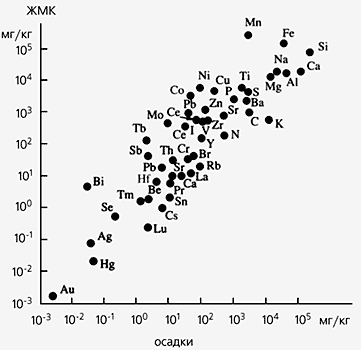 ЖМК
мг/кг
Mn
Fe
Si
Na
Ca
Al
Mg
Ni
Cu
Ti
P
S
Co
Pb
Zn
Ba
Sr
C
K
Mo
Ce
I
V
Zr
N
Y
Tb
Sb
Th
Cr
Br
Rb
Pb
Sr
La
Ca
Hf
Bi
Tm
Be
Pr
Sn
Cs
Se
Lu
Ag
Hg
Au
10⁵
10⁴
10³
10²
10¹
10⁰
10⁻¹
10⁻²
10⁻³
10⁻³ 10⁻² 10⁻¹ 10⁰ 10¹ 10² 10³ 10⁴ 10⁵ мг/кг
осадки